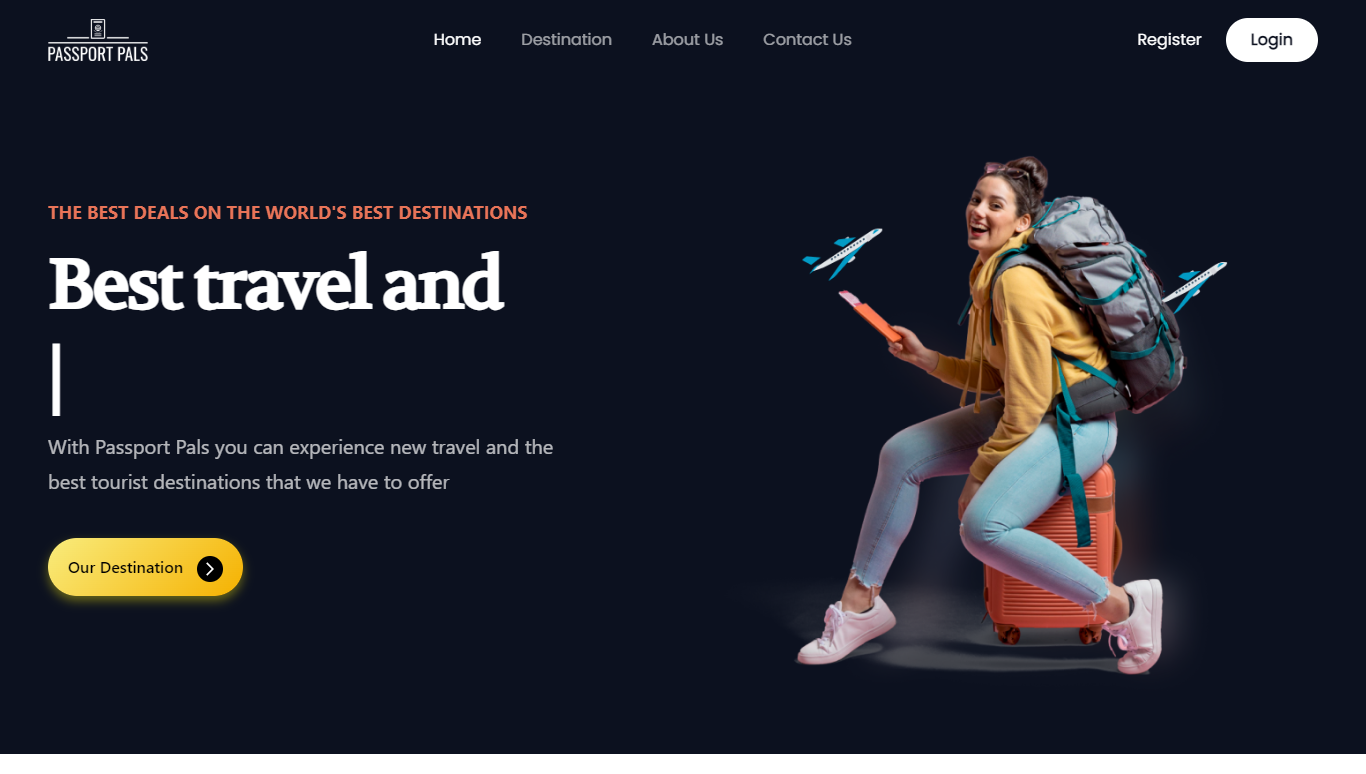 PASSPORT PALS
Home
Destination
About Us
Contact Us
Register
Login
THE BEST DEALS ON THE WORLD'S BEST DESTINATIONS
Best travel and
With Passport Pals you can experience new travel and the
best tourist destinations that we have to offer
Our Destination